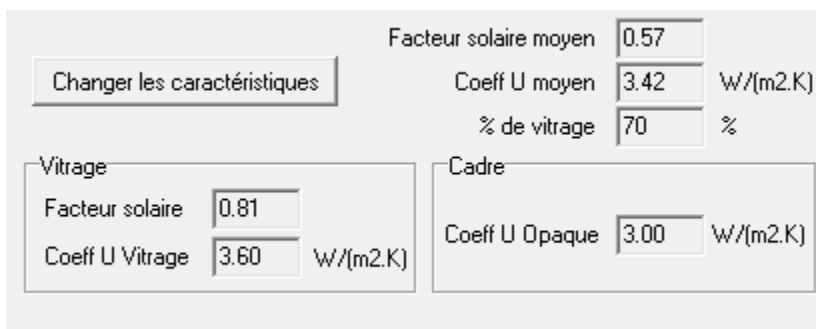 Facteur solaire moyen 0.57
Changer les caractéristiques Coeff U moyen 3.42 W/(m2.K)
% de vitrage 70 %
Vitrage Cadre
Facteur solaire 0.81
Coeff U Opaque 3.00 W/(m2.K)
Coeff U Vitrage 3.60 W/(m2.K)